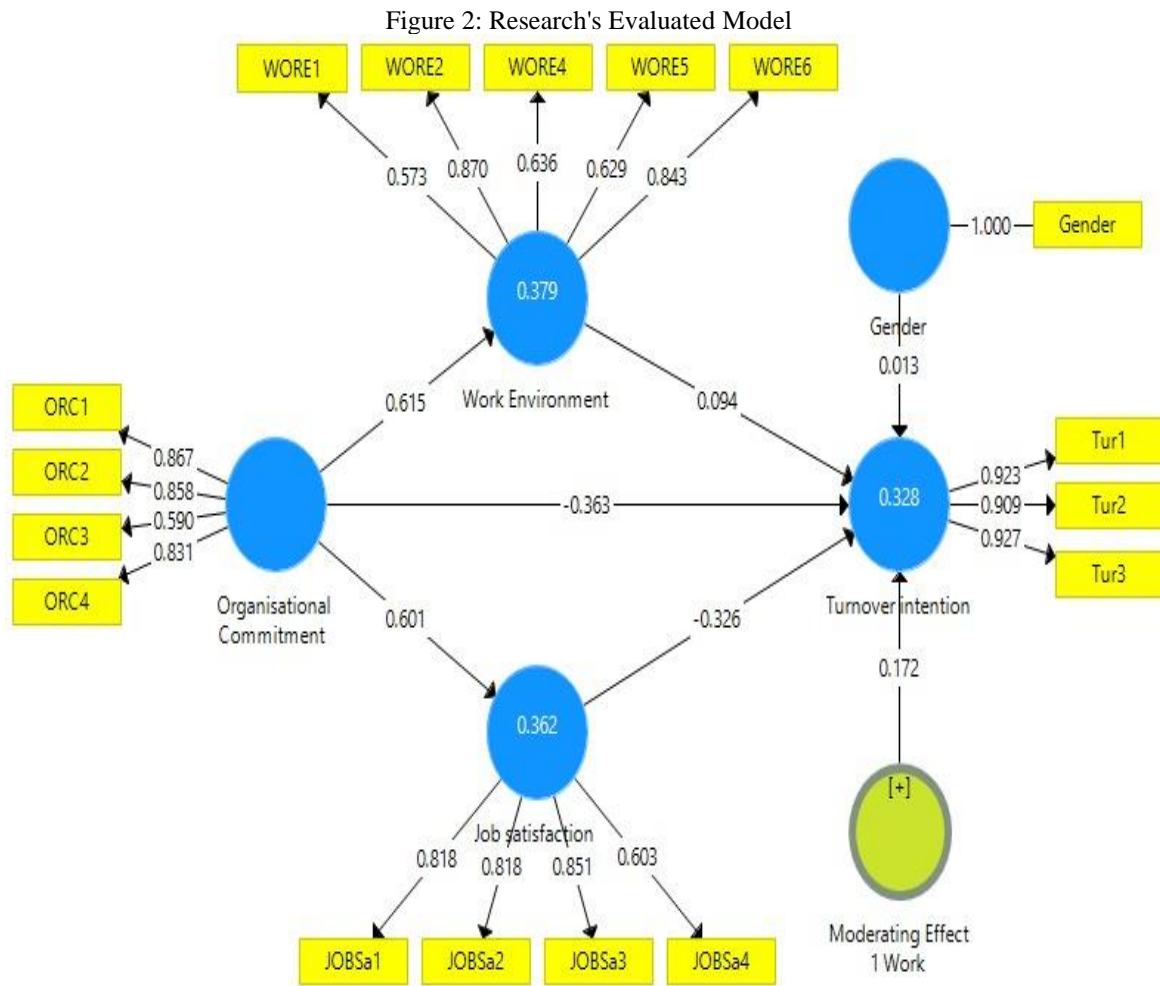 Figure 2: Research's Evaluated Model
WORE1
WORE2
WORE4
WORE5
WORE6
0.573
0.870
0.636
0.629
0.843
1.000
Gender
0.379
Gender
Work Environment
0.013
0.615
0.094
ORC1
ORC2
ORC3
ORC4
0.867
0.858
0.590
0.831
Organisational
Commitment
-0.363
0.328
Turnover intention
0.923
0.909
0.927
Tur1
Tur2
Tur3
0.601
-0.326
0.172
0.362
Job satisfaction
[+]
Moderating Effect
1 Work
0.818
0.818
0.851
0.603
JOBSa1
JOBSa2
JOBSa3
JOBSa4